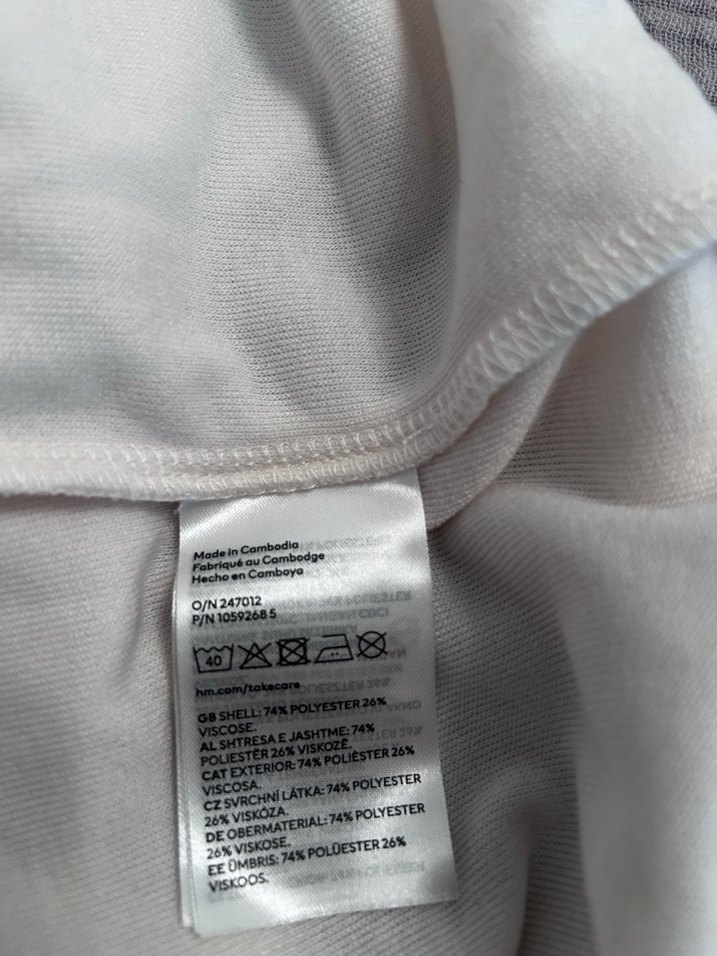 Made in Cambodia
Fabriqué au Cambodge
Hecho en Camboya
O/N 247012
P/N 1059268 5
40
hm.com/takecare
GB SHELL: 74% POLYESTER 26%
VISCOSE.
AL SHTRESA E JASHTME: 74%
POLIESTËR 26% VISKOZË.
CAT EXTERIOR: 74% POLIÈSTER 26%
VISCOSA.
CZ SVRCHNÍ LÁTKA: 74% POLYESTER
26% VISKÓZA.
DE OBERMATERIAL: 74% POLYESTER
26% VISKOSE.
EE ÜMBRIS: 74% POLÜESTER 26%
VISKOOS.